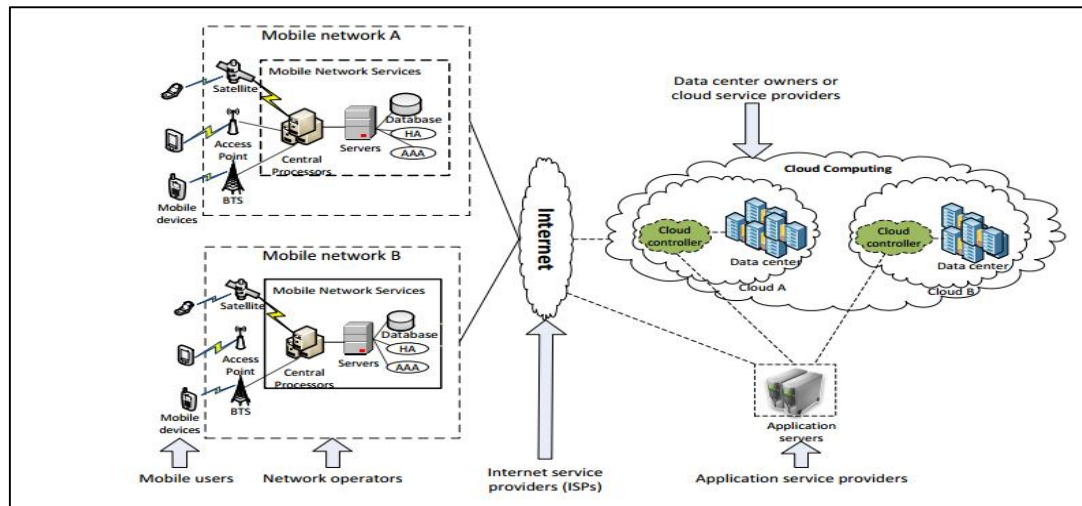 Mobile network A
Mobile Network Services
Satellite
Database
HA
AAA
Access
Point
Central
Processors
Servers
BTS
Mobile
devices
Mobile network B
Mobile Network Services
Satellite
Database
HA
AAA
Access
Point
Central
Processors
Servers
BTS
Mobile
devices
Mobile users
Network operators
Internet
Internet service
providers (ISPs)
Data center owners or
cloud service providers
Cloud Computing
Cloud
controller
Data center
Cloud A
Cloud
controller
Data center
Cloud B
Application
servers
Application service providers